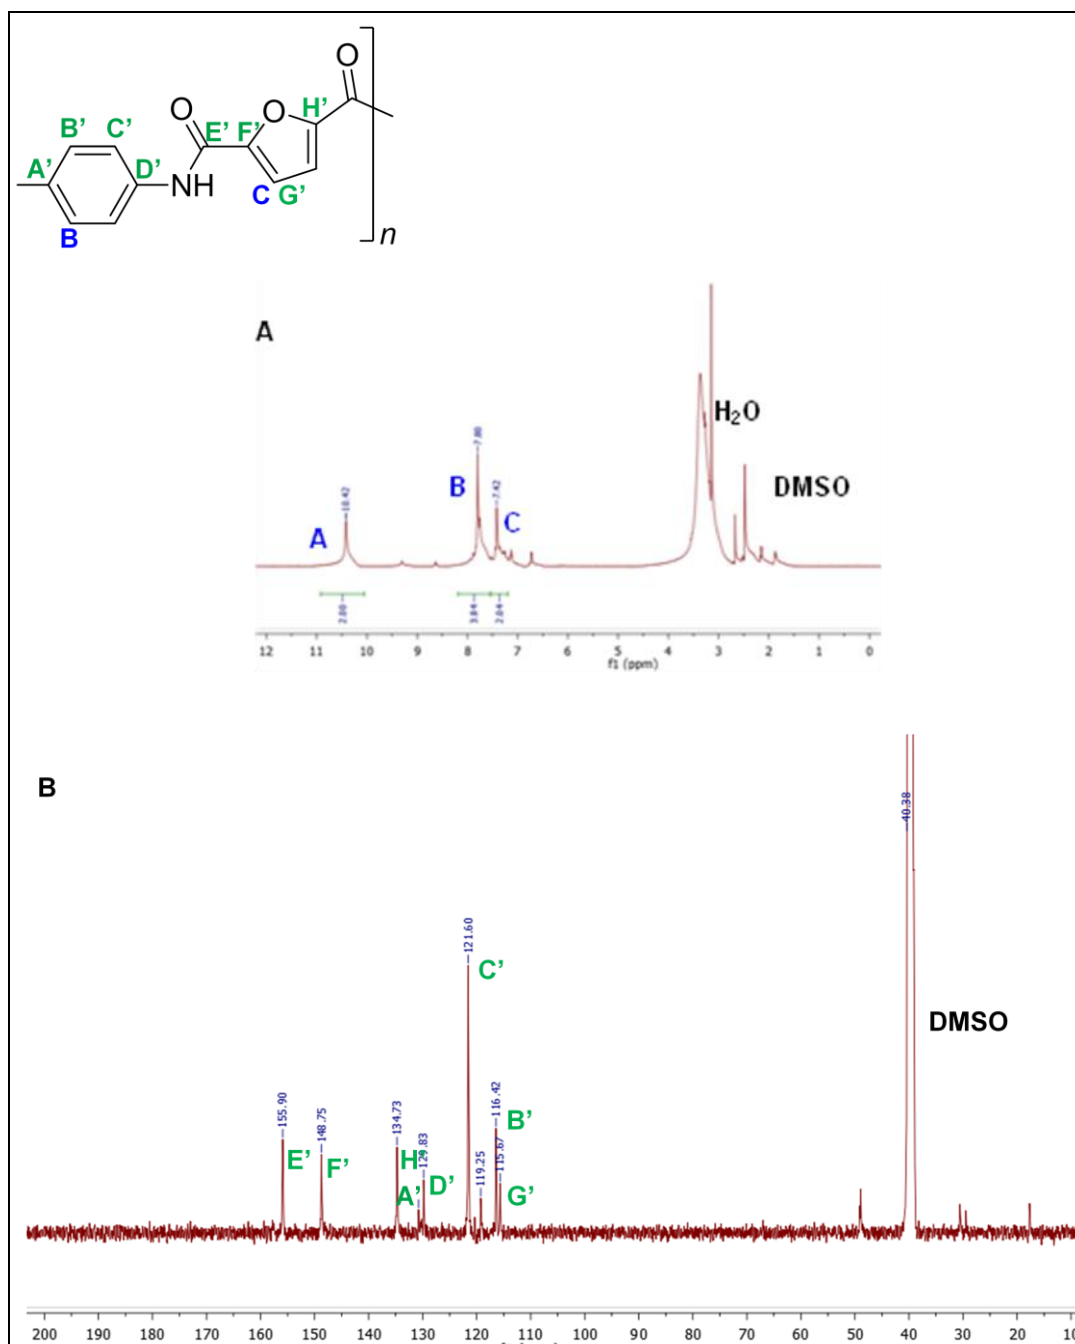 O
O
H'
O
E' F'
B' C'
A' D'
NH
C G'
B
n
A
H₂O
DMSO
A
B
C
10.42
7.80
7.42
2.00
3.84
2.04
12 11 10 9 8 7 6 5 4 3 2 1 0
f1 (ppm)
B
40.38
121.60
C'
DMSO
155.90
148.75
134.73
129.83
119.25
116.42
115.67
E'
F'
H
A'
D'
B'
G'
200 190 180 170 160 150 140 130 120 110 100 90 80 70 60 50 40 30 20 10